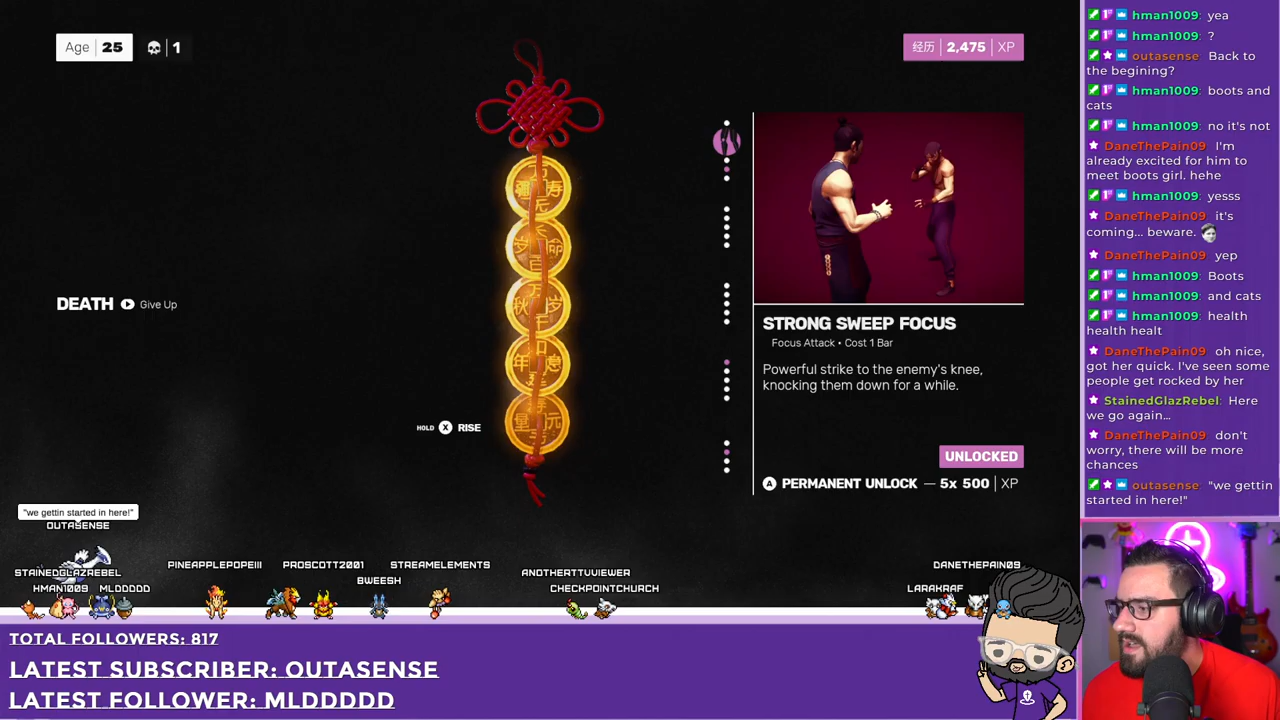 Age 25
1
经历 2,475 XP
DEATH Give Up
HOLD X RISE
STRONG SWEEP FOCUS
Focus Attack • Cost 1 Bar
Powerful strike to the enemy's knee,
knocking them down for a while.
UNLOCKED
A PERMANENT UNLOCK — 5x 500 XP
hman1009: yea
hman1009: ?
outasense: Back to
the begining?
hman1009: boots and
cats
hman1009: no it's not
DaneThePain09: I'm
already excited for him to
meet boots girl. hehe
hman1009: yesss
DaneThePain09: it's
coming... beware.
DaneThePain09: yep
hman1009: Boots
hman1009: and cats
hman1009: health
health healt
DaneThePain09: oh nice,
got her quick. I've seen some
people get rocked by her
StainedGlazRebel: Here
we go again...
DaneThePain09: don't
worry, there will be more
chances
outasense: "we gettin
started in here!"
"we gettin started in here!"
OUTASENSE
STAINEDGLAZREBEL
HMAN1009 MLDDDDD
PINEAPPLEPOEIII
PROSCOTT2001
BWEESH
STREAMELEMENTS
ANOTHERTTVVIEWER
CHECKPOINTCHURCH
DANETHEPAIN09
LARAKRAF
TOTAL FOLLOWERS: 817
LATEST SUBSCRIBER: OUTASENSE
LATEST FOLLOWER: MLDDDDD